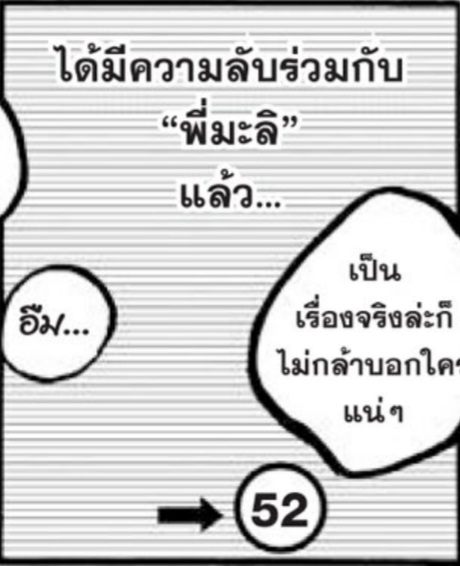 ได้มีความลับร่วมกับ
“พี่มะลิ”
แล้ว...
เป็น
เรื่องจริงล่ะก็
ไม่กล้าบอกใคร
แน่ๆ
อืม...
52